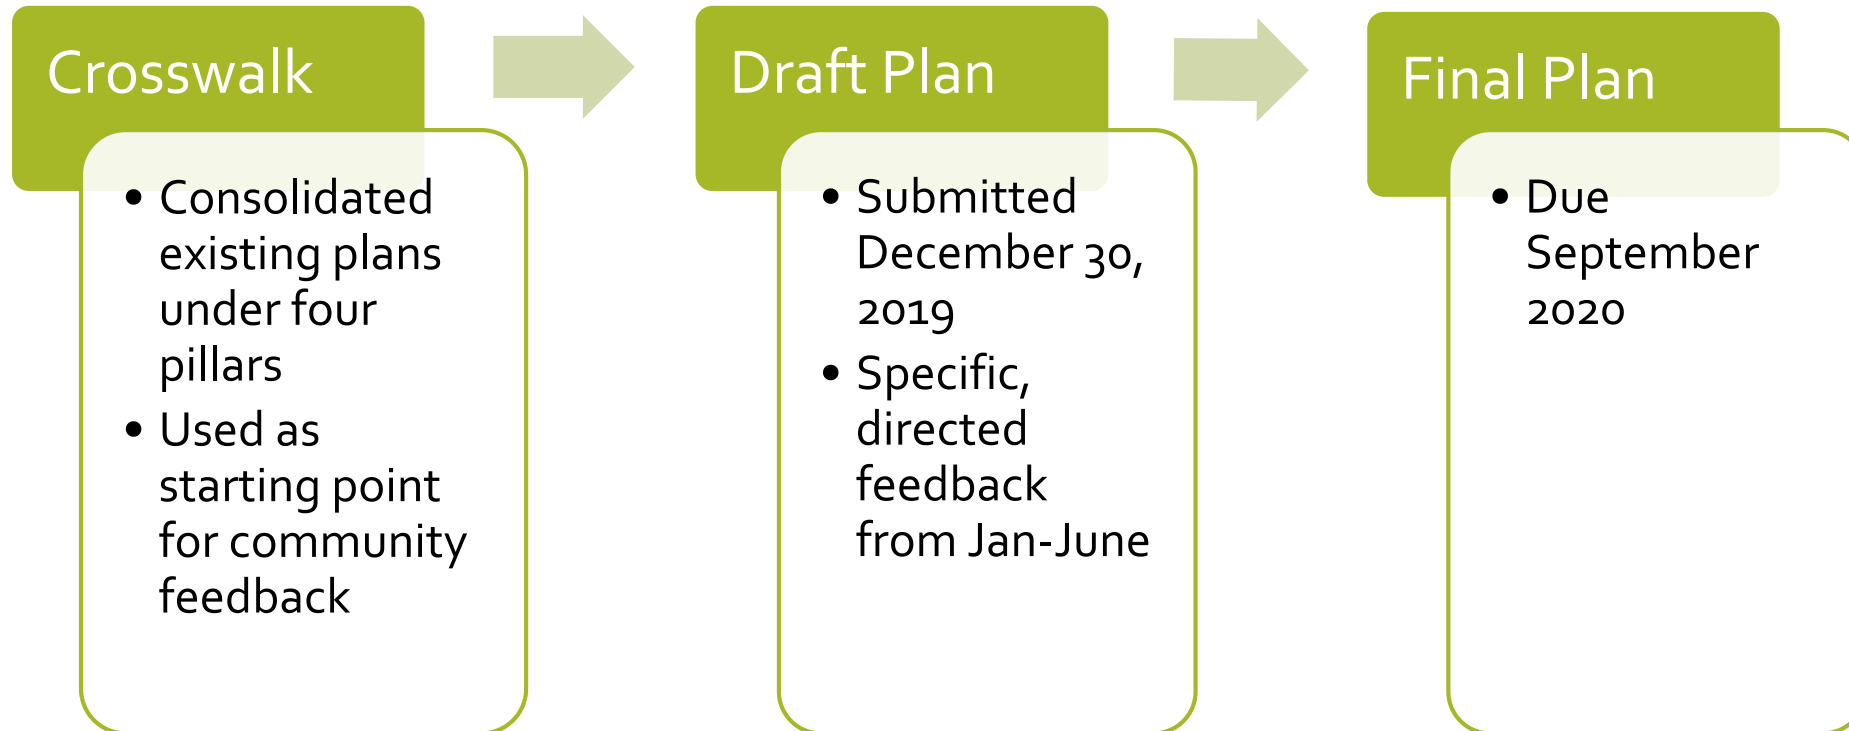 Crosswalk
• Consolidated
existing plans
under four
pillars
• Used as
starting point
for community
feedback
Draft Plan
• Submitted
December 30,
2019
• Specific,
directed
feedback
from Jan-June
Final Plan
• Due
September
2020